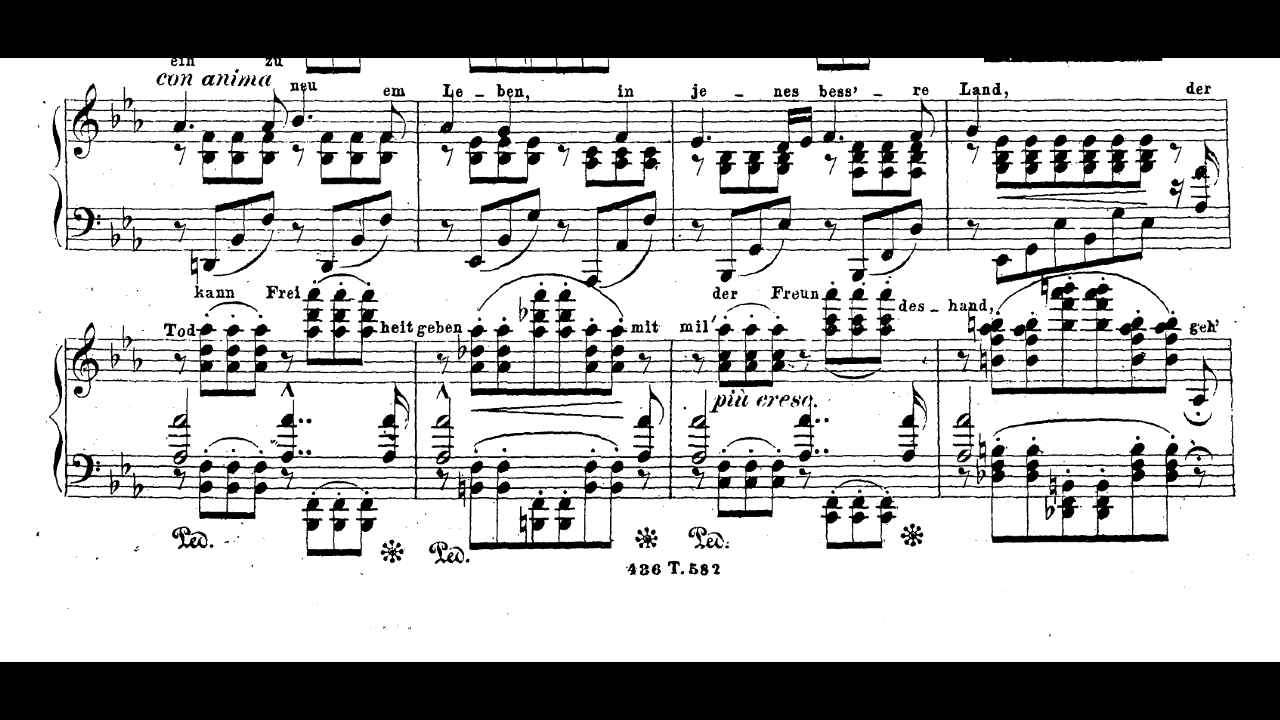 ein zu
con anima neu em Le - ben, in je - nes bess' - re Land, der
kann Frei der Freun des - hand,
Tod heit geben mit mil' geh'
più cresc.
Ped. Ped. Ped.
436 T. 582